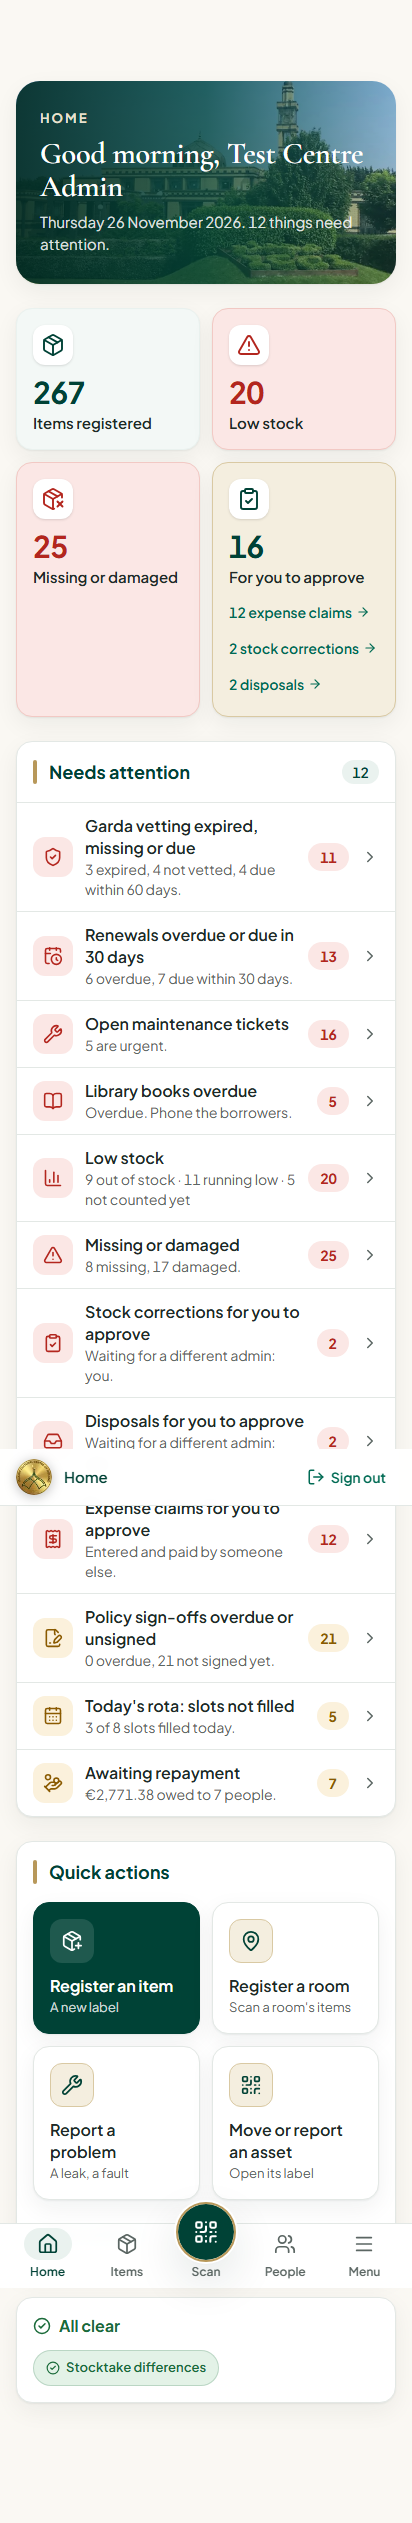 HOME
Good morning, Test Centre
Admin
Thursday 26 November 2026. 12 things need
attention.
267
Items registered
20
Low stock
25
Missing or damaged
16
For you to approve
12 expense claims →
2 stock corrections →
2 disposals →
Needs attention
12
Garda vetting expired,
missing or due
3 expired, 4 not vetted, 4 due
within 60 days.
11
Renewals overdue or due in
30 days
6 overdue, 7 due within 30 days.
13
Open maintenance tickets
5 are urgent.
16
Library books overdue
Overdue. Phone the borrowers.
5
Low stock
9 out of stock · 11 running low · 5
not counted yet
20
Missing or damaged
8 missing, 17 damaged.
25
Stock corrections for you to
approve
Waiting for a different admin:
you.
2
Disposals for you to approve
Waiting for a different admin:
2
Home
Sign out
Expense claims for you to
approve
Entered and paid by someone
else.
12
Policy sign-offs overdue or
unsigned
0 overdue, 21 not signed yet.
21
Today's rota: slots not filled
3 of 8 slots filled today.
5
Awaiting repayment
€2,771.38 owed to 7 people.
7
Quick actions
Register an item
A new label
Register a room
Scan a room's items
Report a
problem
A leak, a fault
Move or report
an asset
Open its label
Home
Items
Scan
People
Menu
All clear
Stocktake differences